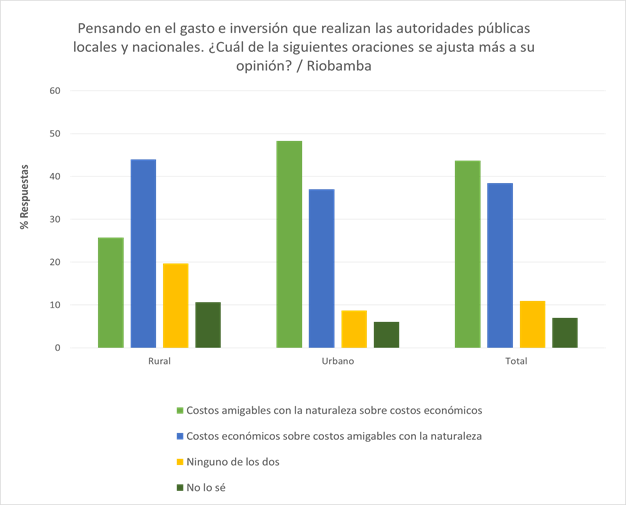 Pensando en el gasto e inversión que realizan las autoridades públicas
locales y nacionales. ¿Cuál de la siguientes oraciones se ajusta más a su
opinión? / Riobamba
60
50
40
30
20
10
0
% Respuestas
Rural
Urbano
Total
Costos amigables con la naturaleza sobre costos económicos
Costos económicos sobre costos amigables con la naturaleza
Ninguno de los dos
No lo sé